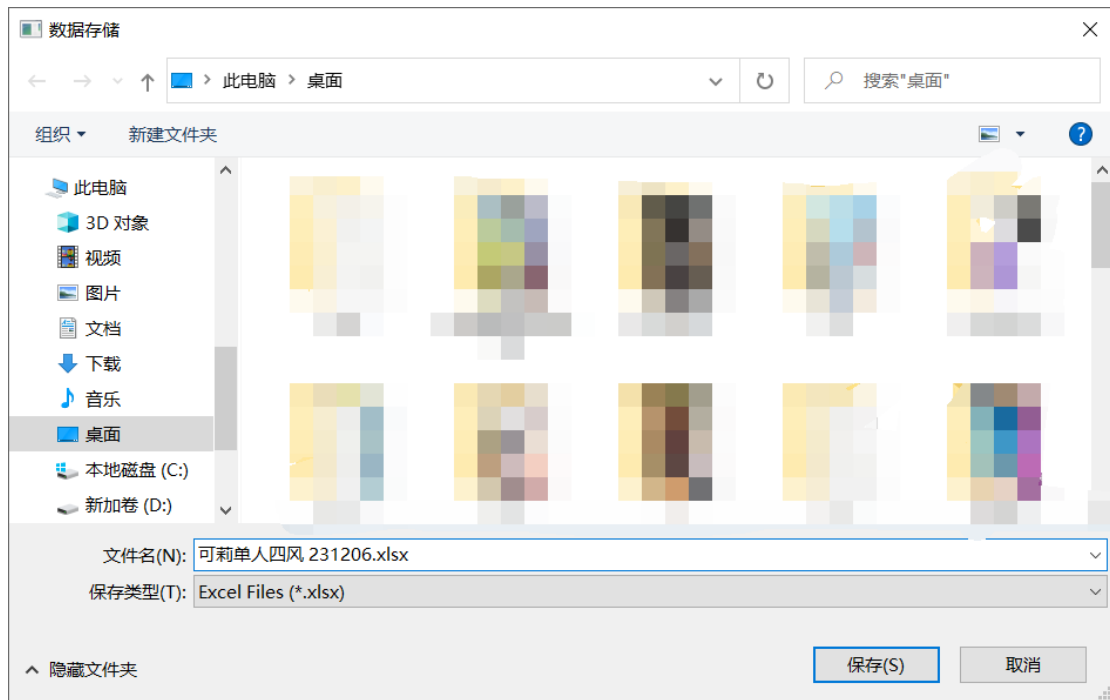 数据存储
此电脑 桌面
搜索"桌面"
组织
新建文件夹
此电脑
3D 对象
视频
图片
文档
下载
音乐
桌面
本地磁盘 (C:)
新加卷 (D:)
文件名(N): 可莉单人四风 231206.xlsx
保存类型(T): Excel Files (*.xlsx)
隐藏文件夹
保存(S)
取消